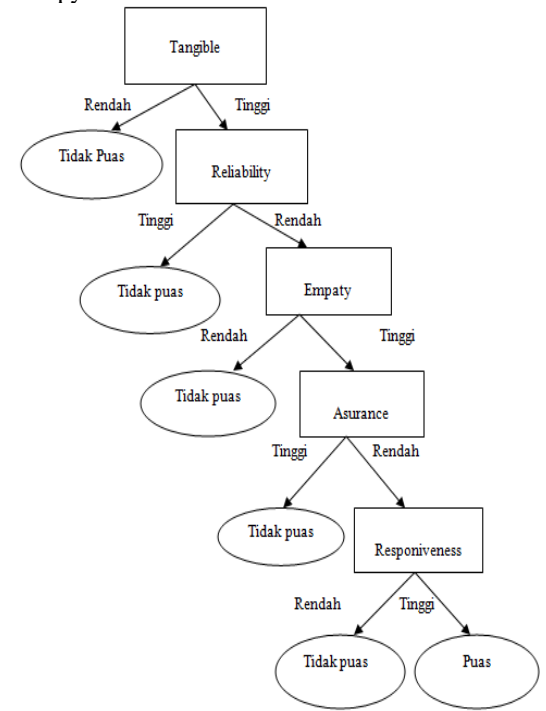 Tangible
Rendah
Tinggi
Tidak Puas
Reliability
Tinggi
Rendah
Tidak puas
Empaty
Rendah
Tinggi
Tidak puas
Asurance
Tinggi
Rendah
Tidak puas
Responiveness
Rendah
Tinggi
Tidak puas
Puas